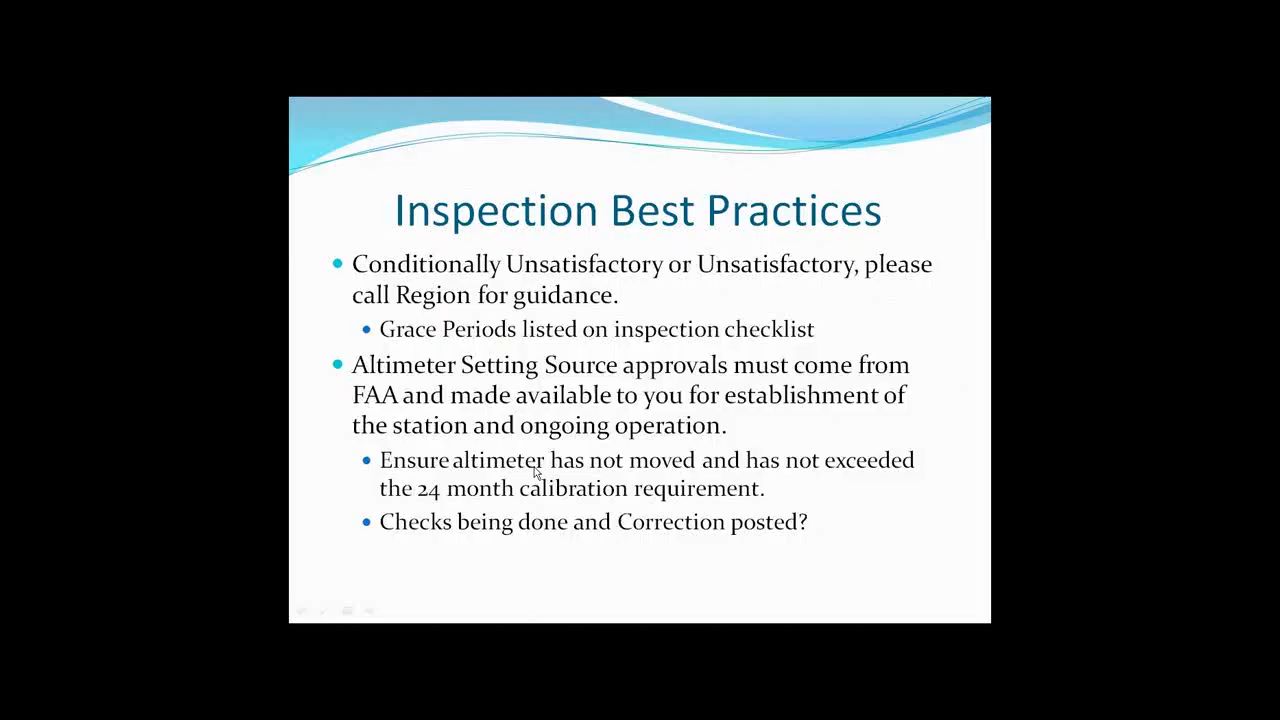 Inspection Best Practices
Conditionally Unsatisfactory or Unsatisfactory, please
call Region for guidance.
Grace Periods listed on inspection checklist
Altimeter Setting Source approvals must come from
FAA and made available to you for establishment of
the station and ongoing operation.
Ensure altimeter has not moved and has not exceeded
the 24 month calibration requirement.
Checks being done and Correction posted?